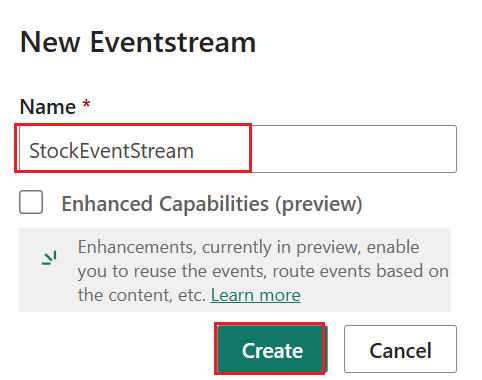 New Eventstream
Name *
StockEventStream
Enhanced Capabilities (preview)
Enhancements, currently in preview, enable
you to reuse the events, route events based on
the content, etc. Learn more
Create
Cancel